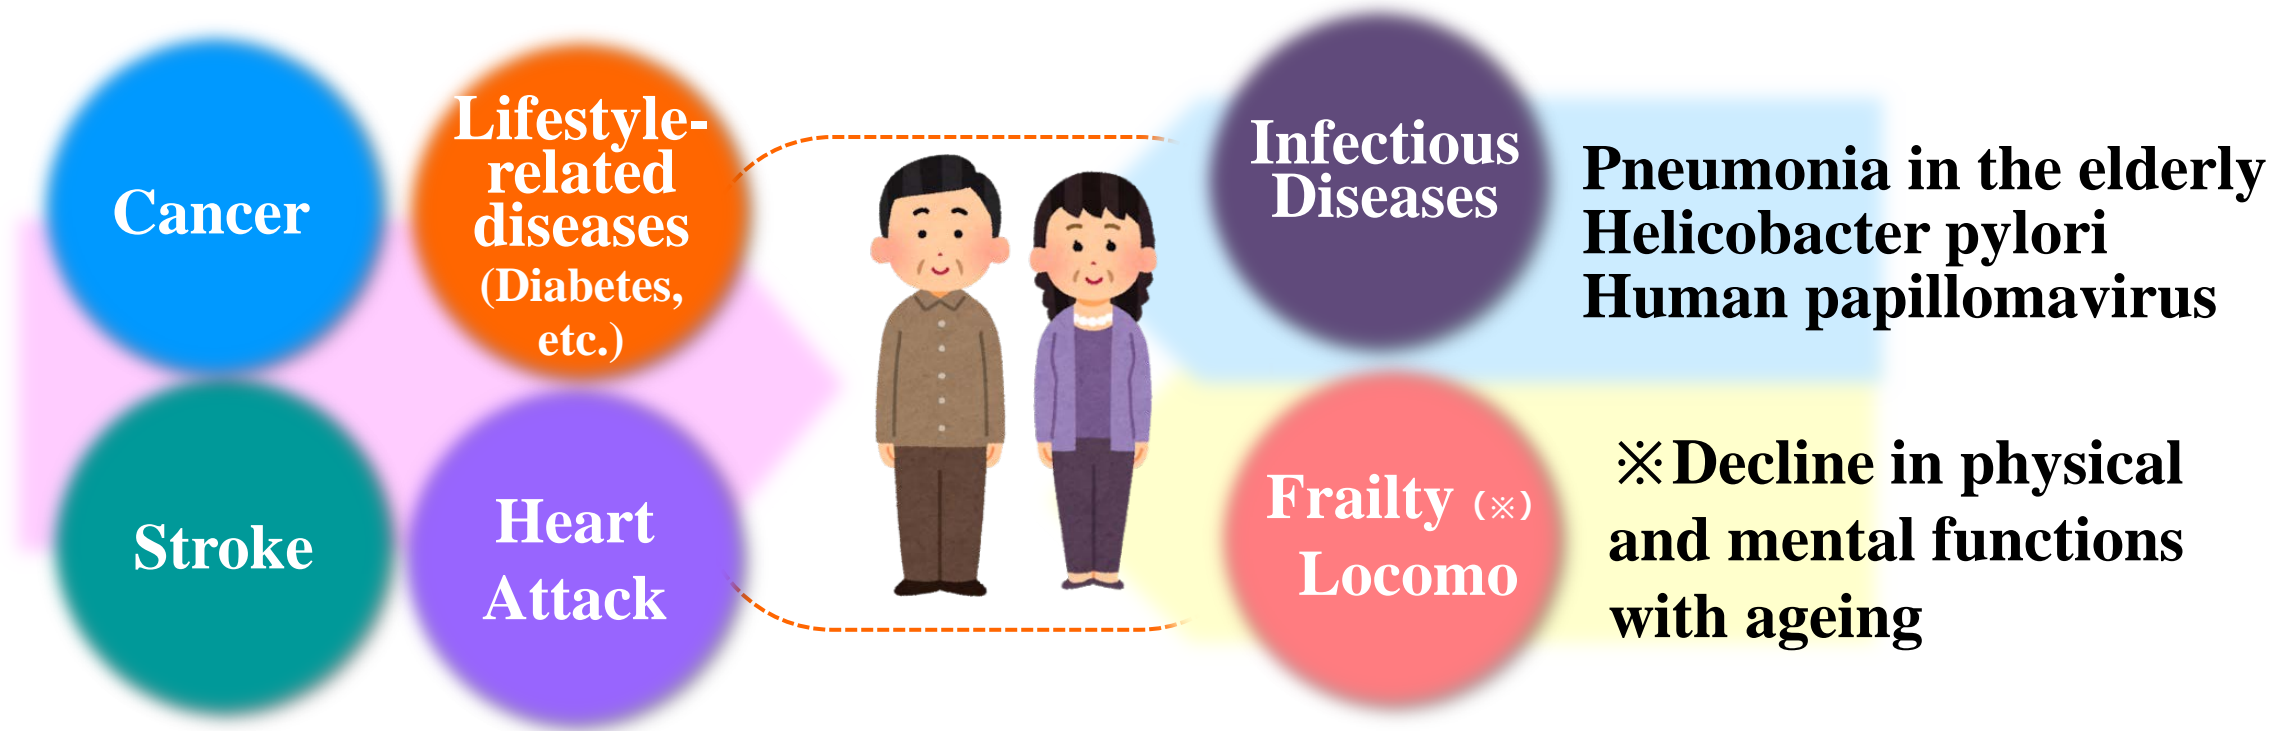 Cancer
Lifestyle-
related
diseases
(Diabetes,
etc.)
Stroke
Heart
Attack
Infectious
Diseases
Pneumonia in the elderly
Helicobacter pylori
Human papillomavirus
Frailty (※)
Locomo
※Decline in physical
and mental functions
with ageing